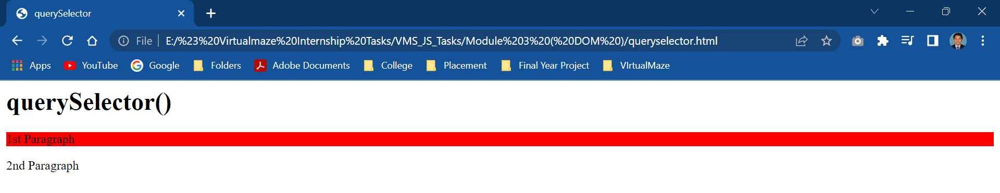 querySelector
File E:/%23%20Virtualmaze%20Internship%20Tasks/VMS_JS_Tasks/Module%203%20(%20DOM%20)/queryselector.html
Apps YouTube Google Folders Adobe Documents College Placement Final Year Project VIrtualMaze
querySelector()
1st Paragraph
2nd Paragraph